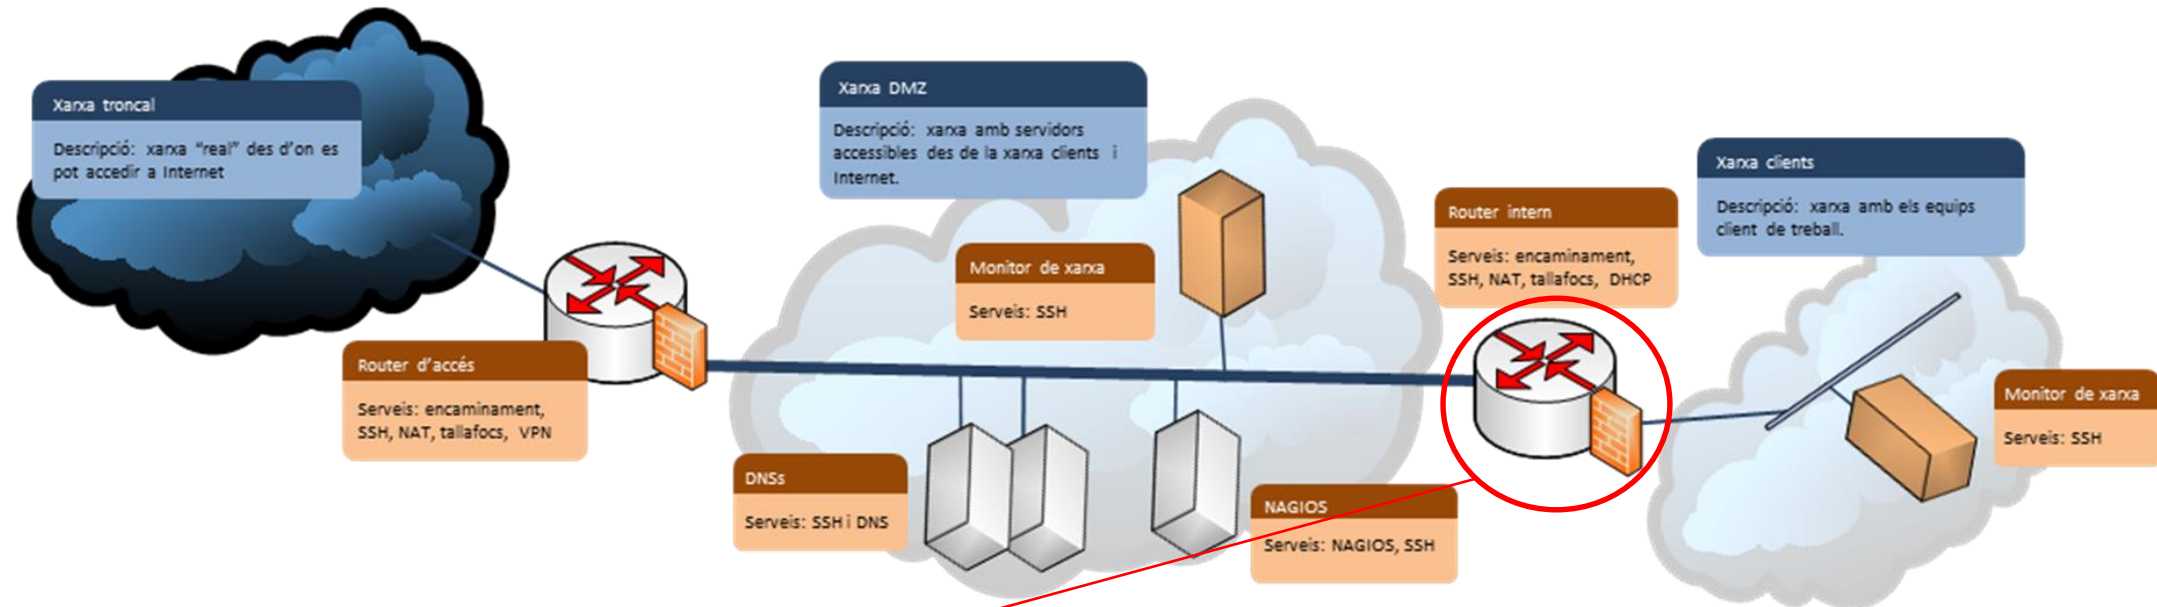 Xarxa troncal
Descripció: xarxa “real” des d’on es
pot accedir a Internet
Router d’accés
Serveis: encaminament,
SSH, NAT, tallafocs, VPN
Xarxa DMZ
Descripció: xarxa amb servidors
accessibles des de la xarxa clients i
Internet.
Monitor de xarxa
Serveis: SSH
DNSs
Serveis: SSH i DNS
NAGIOS
Serveis: NAGIOS, SSH
Router intern
Serveis: encaminament,
SSH, NAT, tallafocs, DHCP
Xarxa clients
Descripció: xarxa amb els equips
client de treball.
Monitor de xarxa
Serveis: SSH